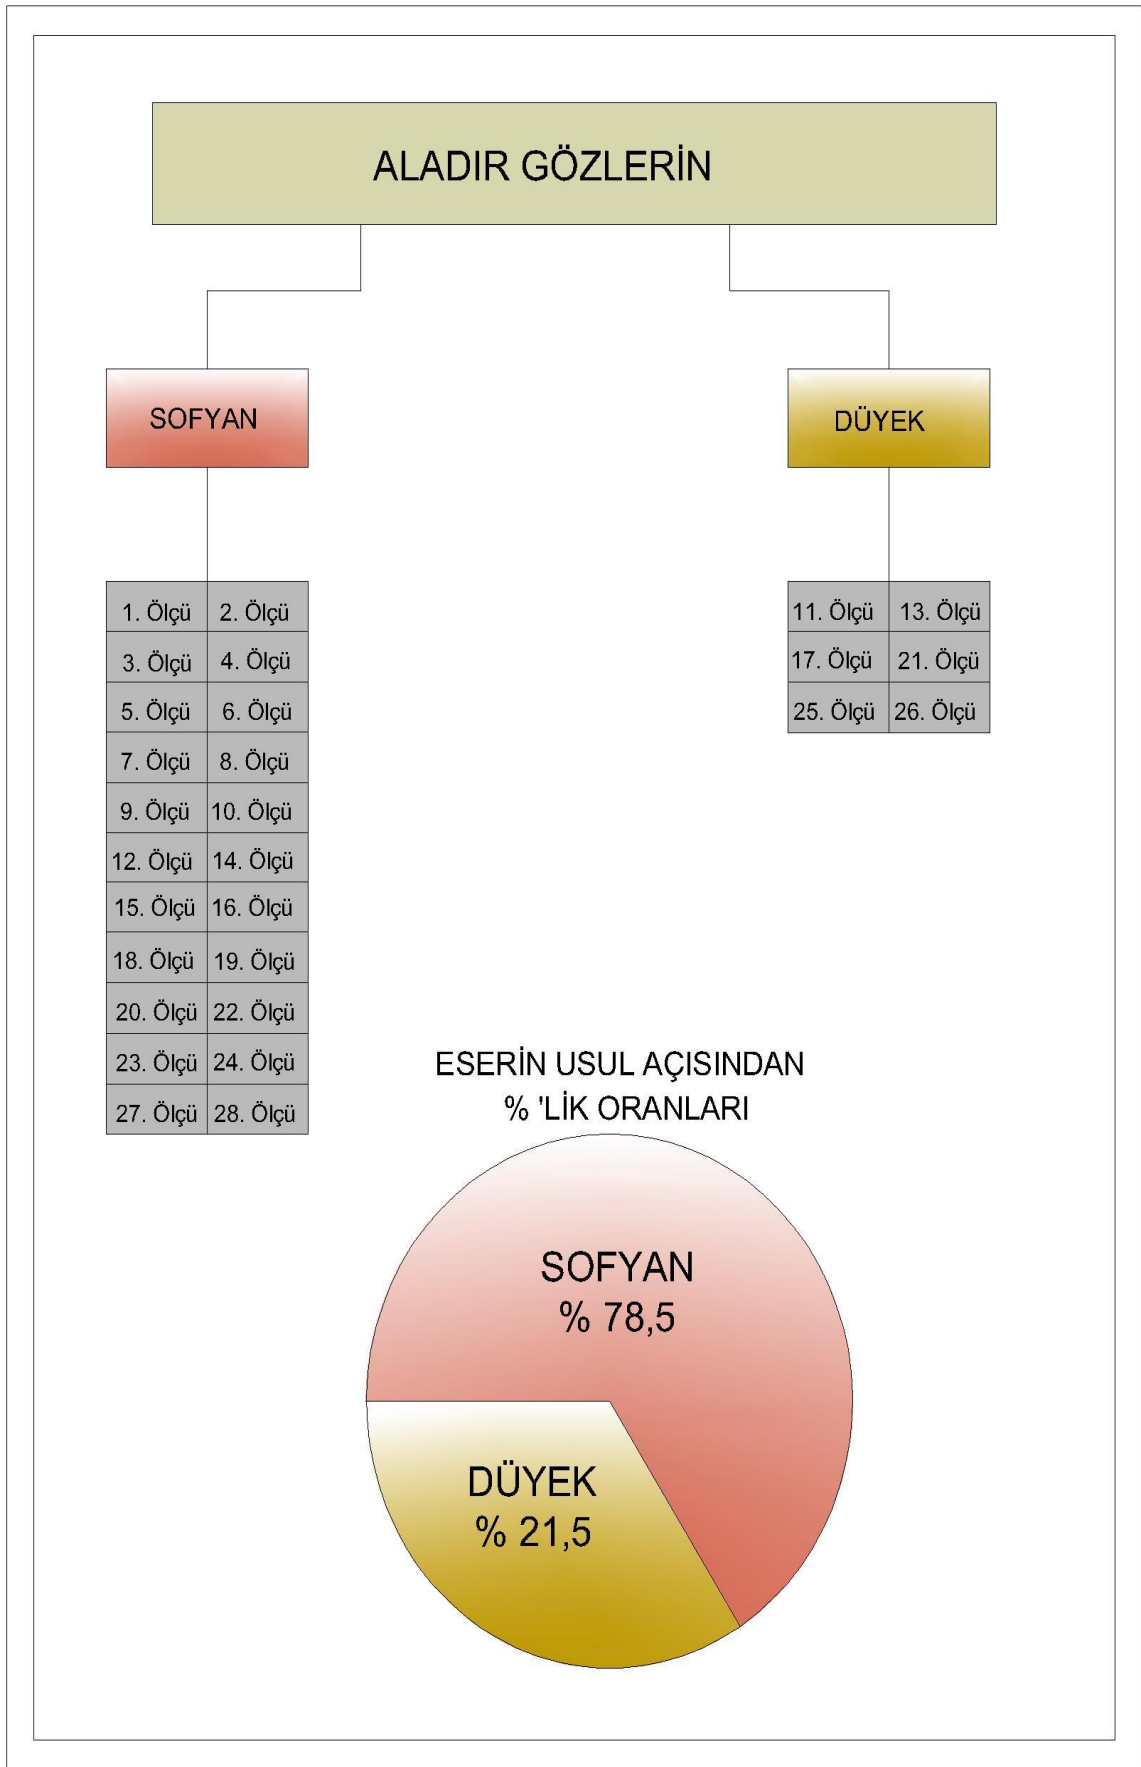 ALADIR GÖZLERİN
SOFYAN
DÜYEK
1. Ölçü 2. Ölçü
3. Ölçü 4. Ölçü
5. Ölçü 6. Ölçü
7. Ölçü 8. Ölçü
9. Ölçü 10. Ölçü
12. Ölçü 14. Ölçü
15. Ölçü 16. Ölçü
18. Ölçü 19. Ölçü
20. Ölçü 22. Ölçü
23. Ölçü 24. Ölçü
27. Ölçü 28. Ölçü
11. Ölçü 13. Ölçü
17. Ölçü 21. Ölçü
25. Ölçü 26. Ölçü
ESERİN USUL AÇISINDAN
% 'LİK ORANLARI
SOFYAN
% 78,5
DÜYEK
% 21,5